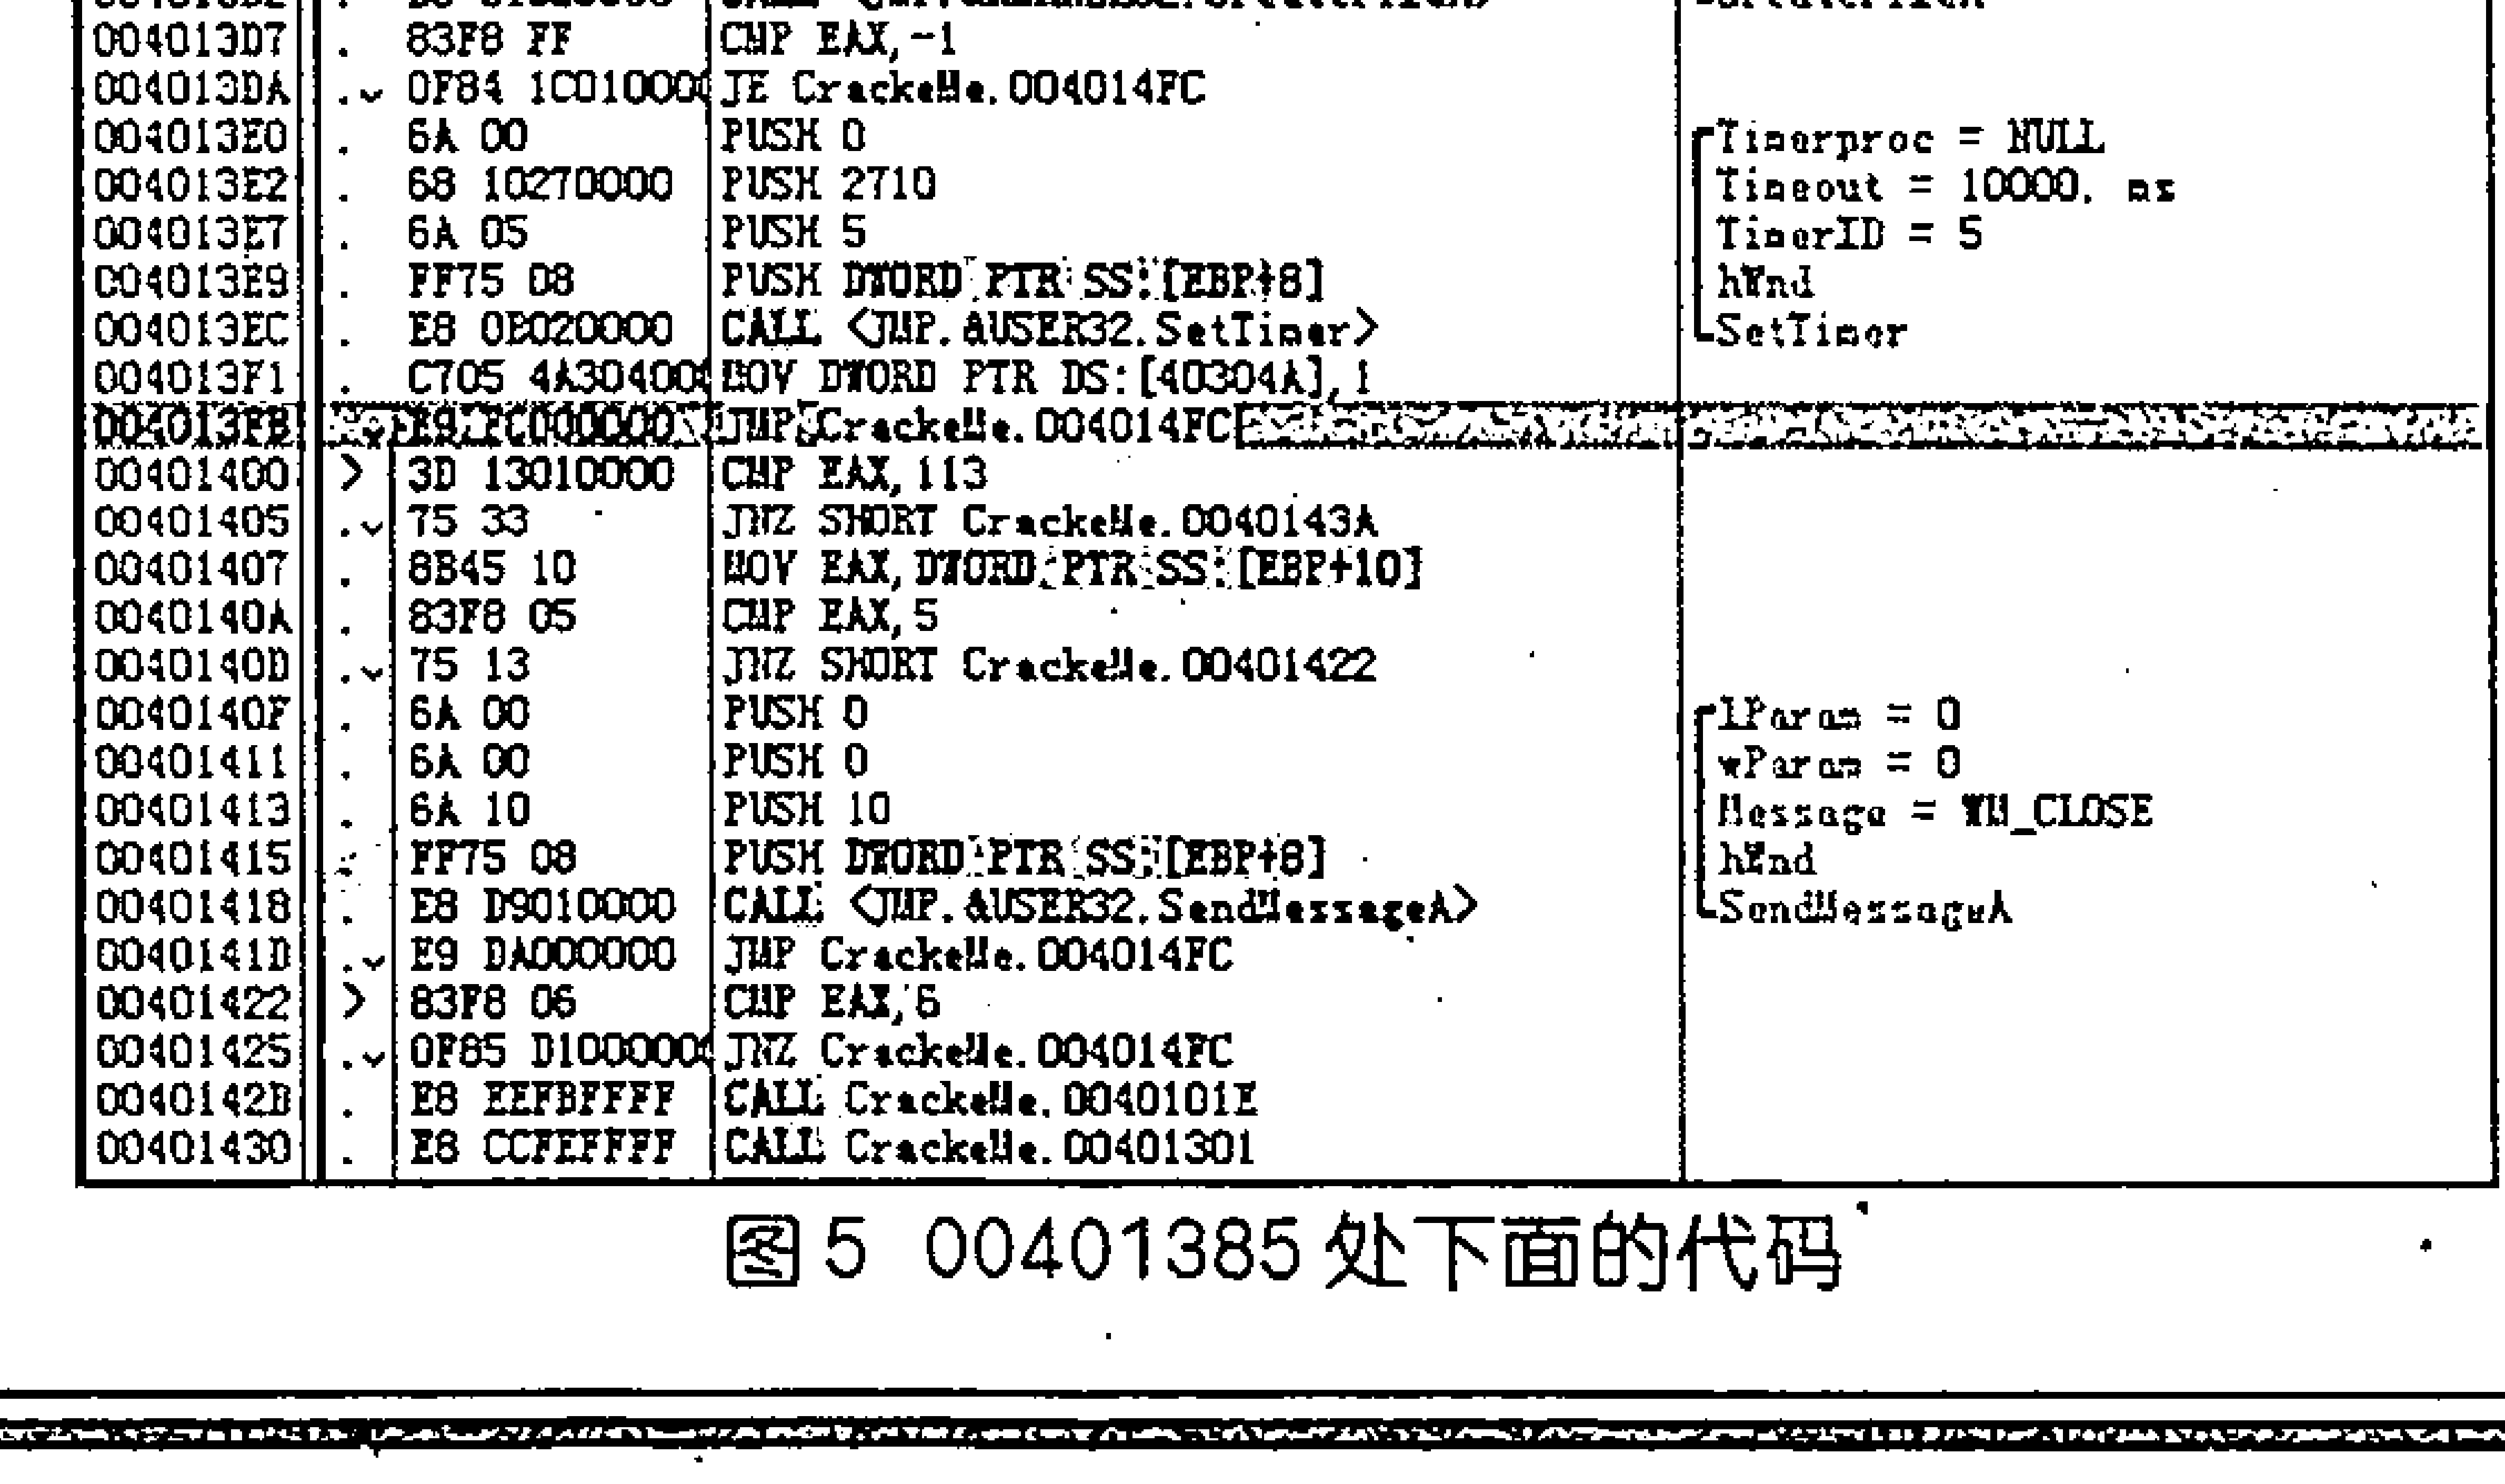 004013D7 . 83F8 FF CMP EAX,-1
004013DA .v 0F84 1C010000 JE CrackeMe.004014FC
004013E0 . 6A 00 PUSH 0 Timerproc = NULL
004013E2 . 68 10270000 PUSH 2710 Timeout = 10000. ms
004013E7 . 6A 05 PUSH 5 TimerID = 5
004013E9 . FF75 08 PUSH DWORD PTR SS:[EBP+8] hWnd
004013EC . E8 0B020000 CALL <JMP.&USER32.SetTimer> SetTimer
004013F1 . C705 4A304000 MOV DWORD PTR DS:[40304A],1
004013FB .v E9 FC000000 JMP CrackeMe.004014FC
00401400 > 3D 13010000 CMP EAX,113
00401405 .v 75 33 JNZ SHORT CrackeMe.0040143A
00401407 . 8B45 10 MOV EAX,DWORD PTR SS:[EBP+10]
0040140A . 83F8 05 CMP EAX,5
0040140D .v 75 13 JNZ SHORT CrackeMe.00401422
0040140F . 6A 00 PUSH 0 lParam = 0
00401411 . 6A 00 PUSH 0 wParam = 0
00401413 . 6A 10 PUSH 10 Message = WM_CLOSE
00401415 . FF75 08 PUSH DWORD PTR SS:[EBP+8] hWnd
00401418 . E8 D9010000 CALL <JMP.&USER32.SendMessageA> SendMessageA
0040141D .v E9 DA000000 JMP CrackeMe.004014FC
00401422 > 83F8 06 CMP EAX,6
00401425 .v 0F85 D1000000 JNZ CrackeMe.004014FC
0040142B . E8 EEFBFFFF CALL CrackeMe.0040101E
00401430 . E8 CCFEFFFF CALL CrackeMe.00401301
图 5 00401385 处下面的代码